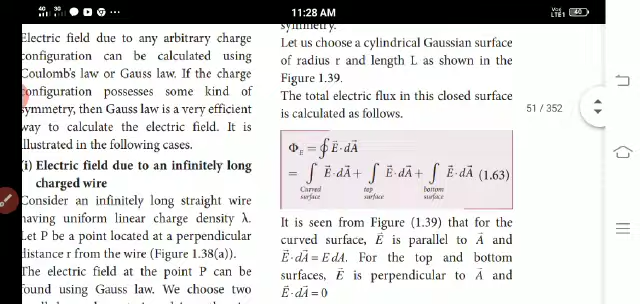 11:28 AM
Electric field due to any arbitrary charge
configuration can be calculated using
Coulomb's law or Gauss law. If the charge
configuration possesses some kind of
symmetry, then Gauss law is a very efficient
way to calculate the electric field. It is
illustrated in the following cases.
(i) Electric field due to an infinitely long
charged wire
Consider an infinitely long straight wire
having uniform linear charge density λ.
Let P be a point located at a perpendicular
distance r from the wire (Figure 1.38(a)).
The electric field at the point P can be
found using Gauss law. We choose two
symmetry.
Let us choose a cylindrical Gaussian surface
of radius r and length L as shown in the
Figure 1.39.
The total electric flux in this closed surface
is calculated as follows.
Φ_E = ∮ E⃗·dA⃗
= ∫ E⃗·dA⃗ + ∫ E⃗·dA⃗ + ∫ E⃗·dA⃗ (1.63)
Curved surface top surface bottom surface
It is seen from Figure (1.39) that for the
curved surface, E⃗ is parallel to A⃗ and
E⃗·dA⃗ = E dA. For the top and bottom
surfaces, E⃗ is perpendicular to A⃗ and
E⃗·dA⃗ = 0
51 / 352